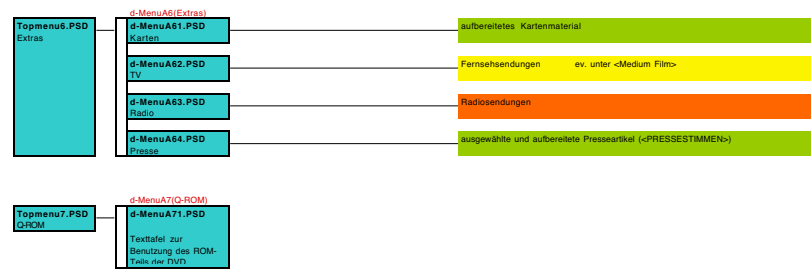 d-MenuA6(Extras)
Topmenu6.PSD
Extras
d-MenuA61.PSD
Karten
aufbereitetes Kartenmaterial
d-MenuA62.PSD
TV
Fernsehsendungen ev. unter <Medium Film>
d-MenuA63.PSD
Radio
Radiosendungen
d-MenuA64.PSD
Presse
ausgewählte und aufbereitete Presseartikel (<PRESSESTIMMEN>)
d-MenuA7(Q-ROM)
Topmenu7.PSD
Q-ROM
d-MenuA71.PSD
Texttafel zur
Benutzung des ROM-
Teils der DVD